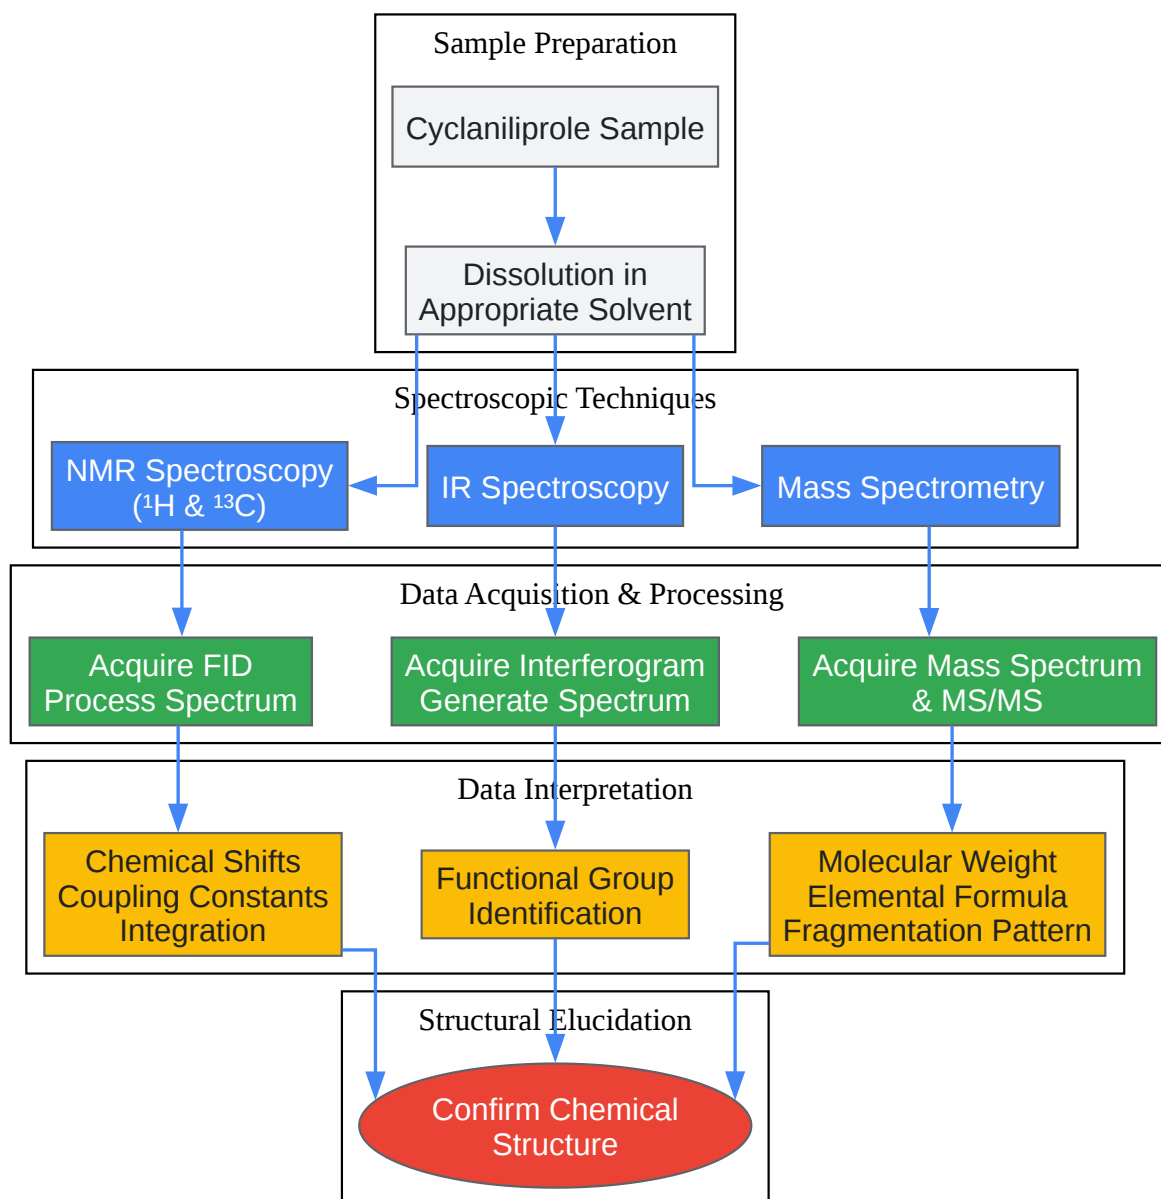 Sample Preparation
Cyclaniliprole Sample
Dissolution in
Appropriate Solvent
Spectroscopic Techniques
NMR Spectroscopy
(¹H & ¹³C)
IR Spectroscopy
Mass Spectrometry
Data Acquisition & Processing
Acquire FID
Process Spectrum
Acquire Interferogram
Generate Spectrum
Acquire Mass Spectrum
& MS/MS
Data Interpretation
Chemical Shifts
Coupling Constants
Integration
Functional Group
Identification
Molecular Weight
Elemental Formula
Fragmentation Pattern
Structural Elucidation
Confirm Chemical
Structure